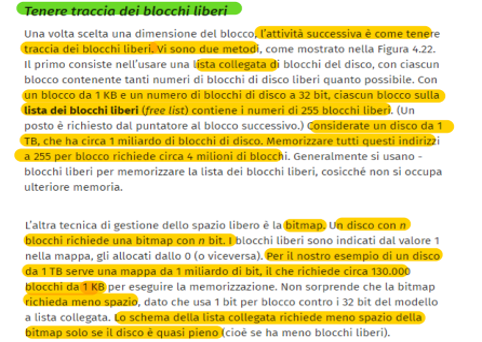 Tenere traccia dei blocchi liberi
Una volta scelta una dimensione del blocco, l'attività successiva è come tenere
traccia dei blocchi liberi. Vi sono due metodi, come mostrato nella Figura 4.22.
Il primo consiste nell'usare una lista collegata di blocchi del disco, con ciascun
blocco contenente tanti numeri di blocchi di disco liberi quanto possibile. Con
un blocco da 1 KB e un numero di blocchi di disco a 32 bit, ciascun blocco sulla
lista dei blocchi liberi (free list) contiene i numeri di 255 blocchi liberi. (Un
posto è richiesto dal puntatore al blocco successivo.) Considerate un disco da 1
TB, che ha circa 1 miliardo di blocchi di disco. Memorizzare tutti questi indirizzi
a 255 per blocco richiede circa 4 milioni di blocchi. Generalmente si usano -
blocchi liberi per memorizzare la lista dei blocchi liberi, cosicché non si occupa
ulteriore memoria.
L'altra tecnica di gestione dello spazio libero è la bitmap. Un disco con n
blocchi richiede una bitmap con n bit. I blocchi liberi sono indicati dal valore 1
nella mappa, gli allocati dallo 0 (o viceversa). Per il nostro esempio di un disco
da 1 TB serve una mappa da 1 miliardo di bit, il che richiede circa 130.000
blocchi da 1 KB per eseguire la memorizzazione. Non sorprende che la bitmap
richieda meno spazio, dato che usa 1 bit per blocco contro i 32 bit del modello
a lista collegata. Lo schema della lista collegata richiede meno spazio della
bitmap solo se il disco è quasi pieno (cioè se ha meno blocchi liberi).